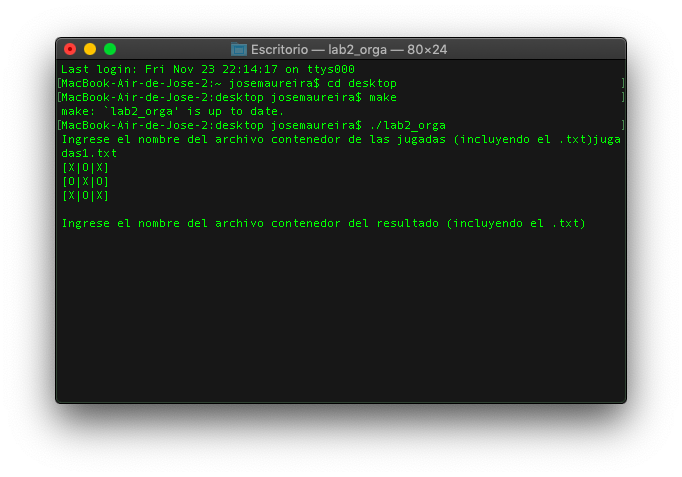 Escritorio — lab2_orga — 80×24
Last login: Fri Nov 23 22:14:17 on ttys000
[MacBook-Air-de-Jose-2:~ josemaureira$ cd desktop ]
[MacBook-Air-de-Jose-2:desktop josemaureira$ make ]
make: `lab2_orga' is up to date.
[MacBook-Air-de-Jose-2:desktop josemaureira$ ./lab2_orga ]
Ingrese el nombre del archivo contenedor de las jugadas (incluyendo el .txt)juga
das1.txt
[X|O|X]
[O|X|O]
[X|O|X]
Ingrese el nombre del archivo contenedor del resultado (incluyendo el .txt)